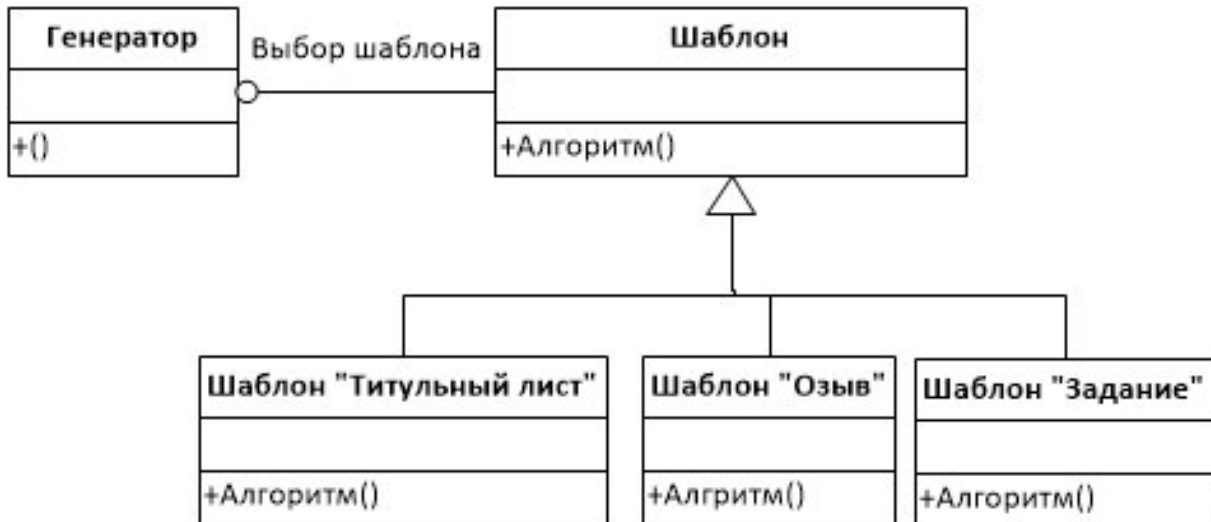 Генератор
Выбор шаблона
Шаблон
+()
+Алгоритм()
Шаблон "Титульный лист"
Шаблон "Озыв"
Шаблон "Задание"
+Алгоритм()
+Алгритм()
+Алгоритм()